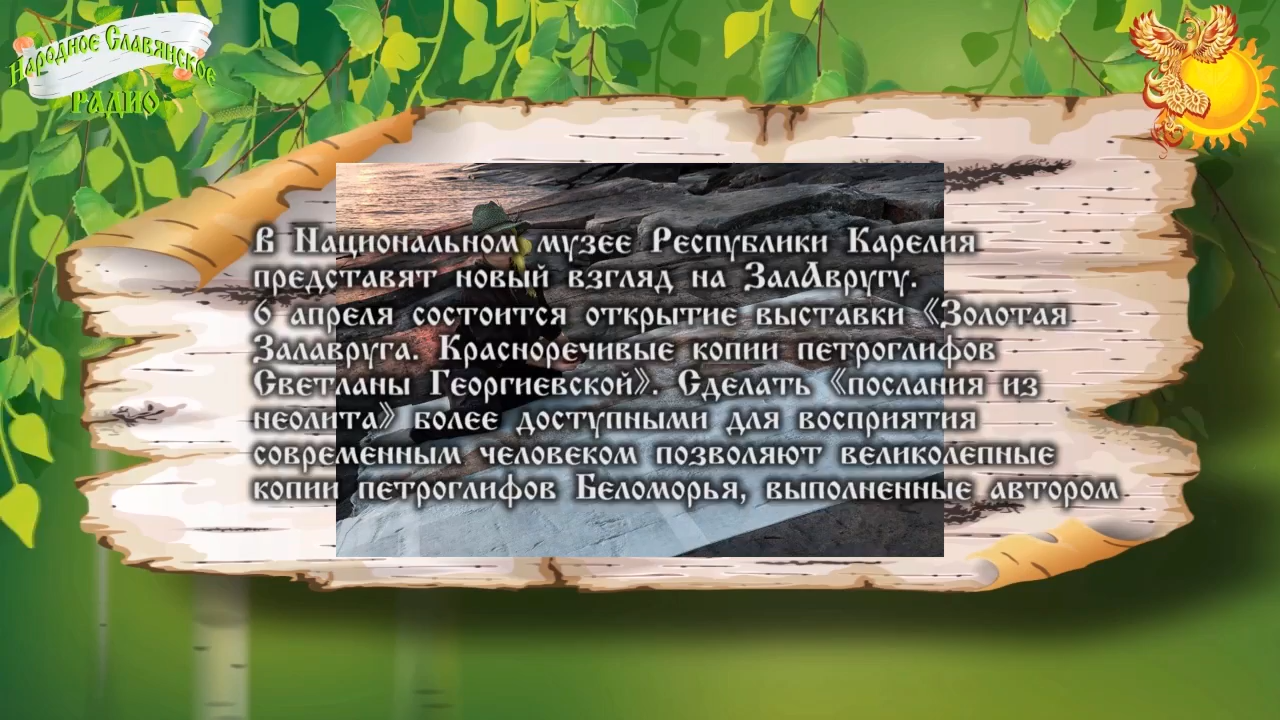 Народное Славянское
РАДИО
В Национальном музее Республики Карелия
представят новый взгляд на ЗалАвругу.
6 апреля состоится открытие выставки «Золотая
Залавруга. Красноречивые копии петроглифов
Светланы Георгиевской». Сделать «послания из
неолита» более доступными для восприятия
современным человеком позволяют великолепные
копии петроглифов Беломорья, выполненные автором